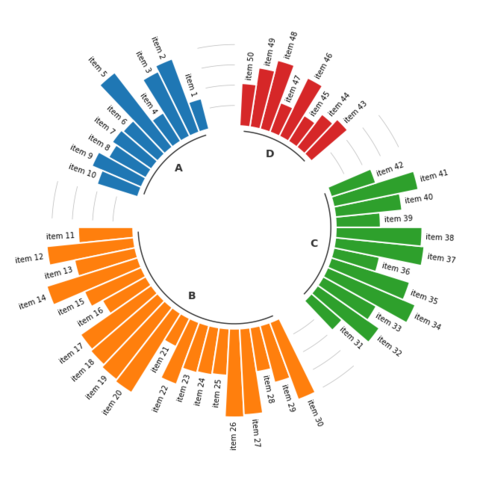 item 1
item 2
item 3
item 4
item 5
item 6
item 7
item 8
item 9
item 10
item 11
item 12
item 13
item 14
item 15
item 16
item 17
item 18
item 19
item 20
item 21
item 22
item 23
item 24
item 25
item 26
item 27
item 28
item 29
item 30
item 31
item 32
item 33
item 34
item 35
item 36
item 37
item 38
item 39
item 40
item 41
item 42
item 43
item 44
item 45
item 46
item 47
item 48
item 49
item 50
A
B
C
D